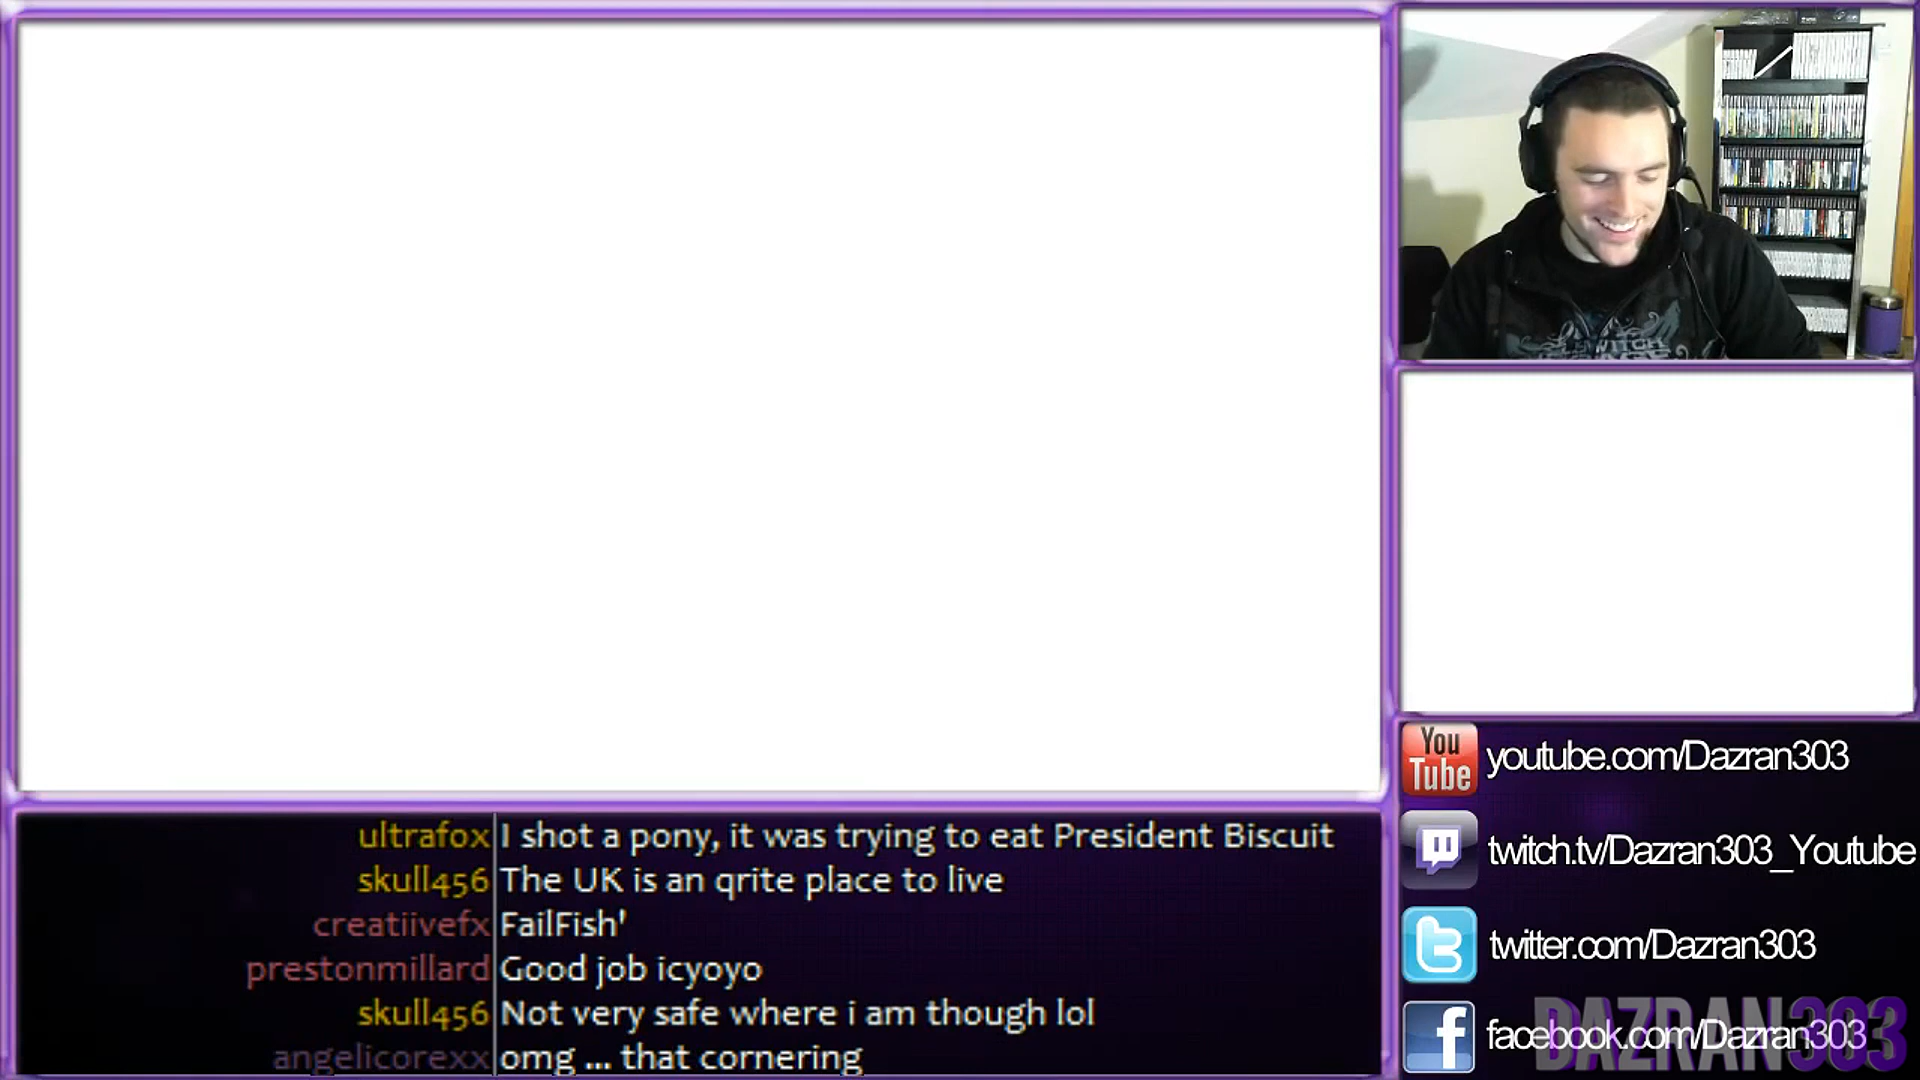 ultrafox I shot a pony, it was trying to eat President Biscuit
skull456 The UK is an qrite place to live
creatiivefx FailFish'
prestonmillard Good job icyoyo
skull456 Not very safe where i am though lol
angelicorexx omg ... that cornering
You Tube youtube.com/Dazran303
twitch.tv/Dazran303_Youtube
twitter.com/Dazran303
facebook.com/Dazran303
DAZRAN303